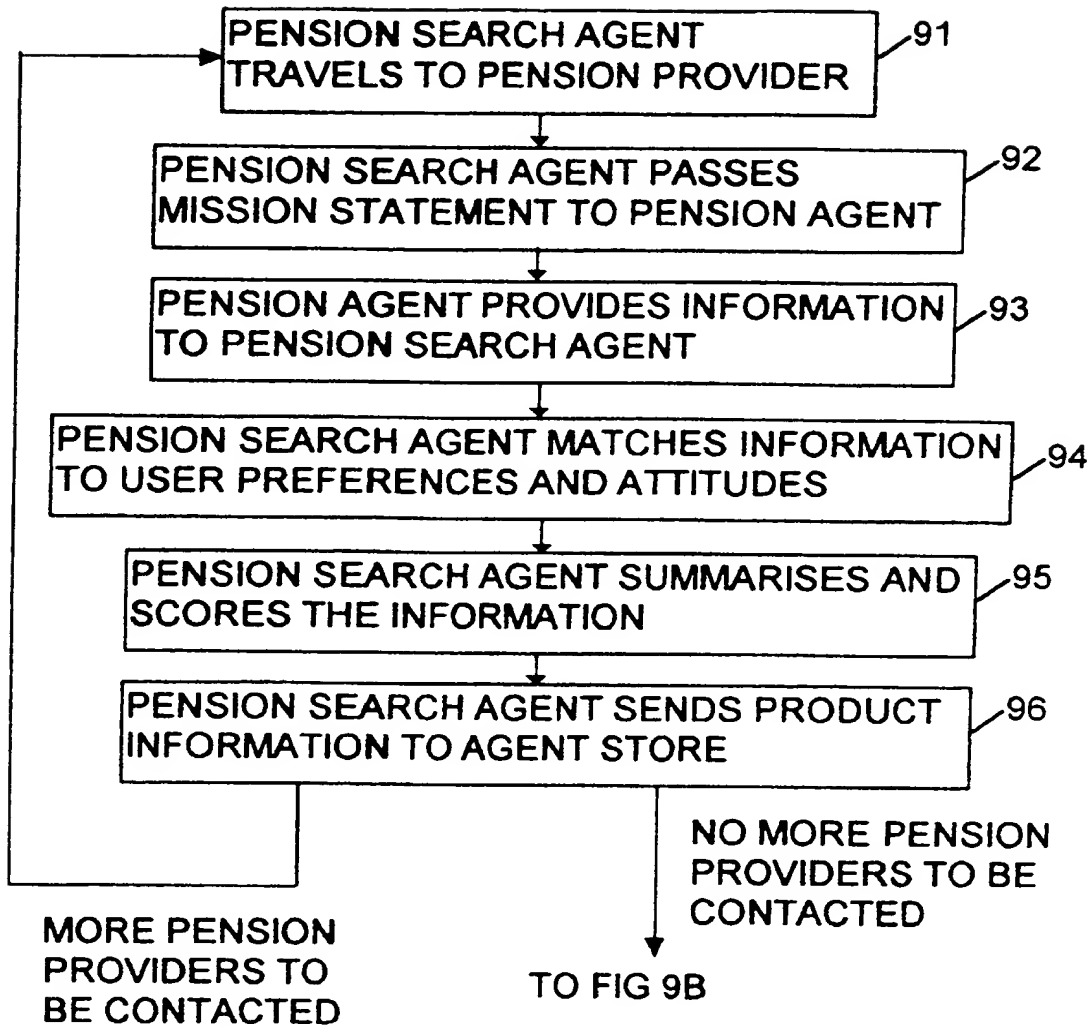 PENSION SEARCH AGENT
TRAVELS TO PENSION PROVIDER
91
PENSION SEARCH AGENT PASSES
MISSION STATEMENT TO PENSION AGENT
92
PENSION AGENT PROVIDES INFORMATION
TO PENSION SEARCH AGENT
93
PENSION SEARCH AGENT MATCHES INFORMATION
TO USER PREFERENCES AND ATTITUDES
94
PENSION SEARCH AGENT SUMMARISES AND
SCORES THE INFORMATION
95
PENSION SEARCH AGENT SENDS PRODUCT
INFORMATION TO AGENT STORE
96
MORE PENSION
PROVIDERS TO
BE CONTACTED
NO MORE PENSION
PROVIDERS TO BE
CONTACTED
TO FIG 9B